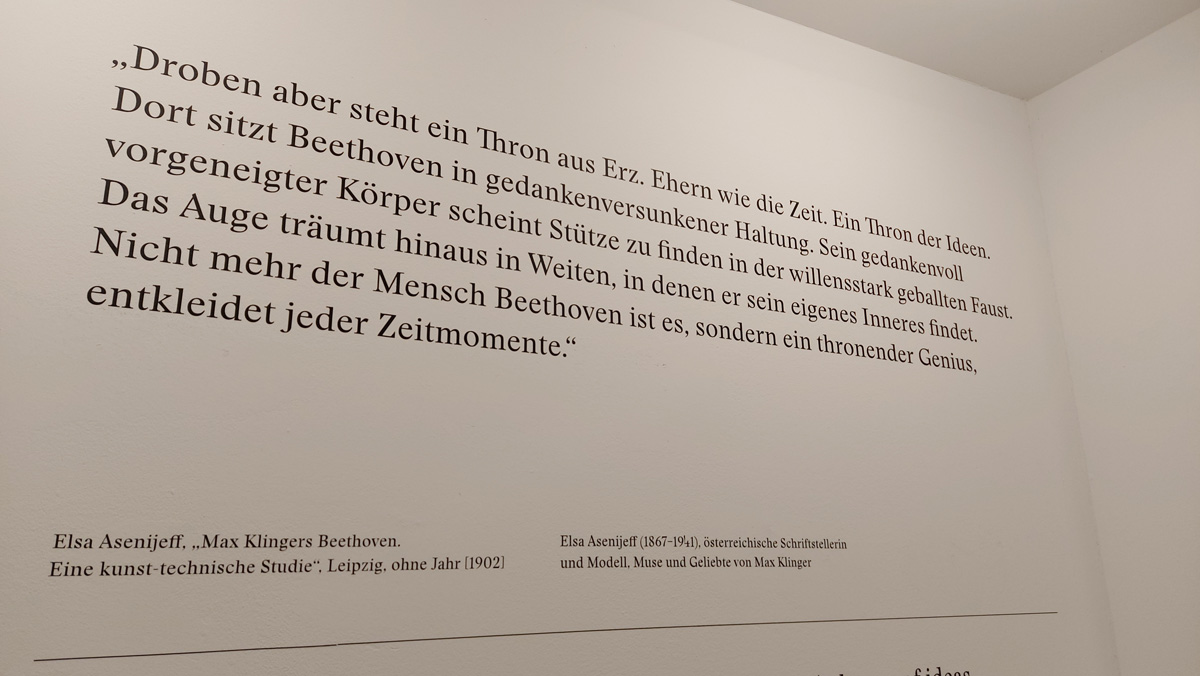 „Droben aber steht ein Thron aus Erz. Ehern wie die Zeit. Ein Thron der Ideen.
Dort sitzt Beethoven in gedankenversunkener Haltung. Sein gedankenvoll
vorgeneigter Körper scheint Stütze zu finden in der willensstark geballten Faust.
Das Auge träumt hinaus in Weiten, in denen er sein eigenes Inneres findet.
Nicht mehr der Mensch Beethoven ist es, sondern ein thronender Genius,
entkleidet jeder Zeitmomente.“
Elsa Asenijeff, „Max Klingers Beethoven.
Eine kunst-technische Studie“, Leipzig, ohne Jahr [1902]
Elsa Asenijeff (1867–1941), österreichische Schriftstellerin
und Modell, Muse und Geliebte von Max Klinger